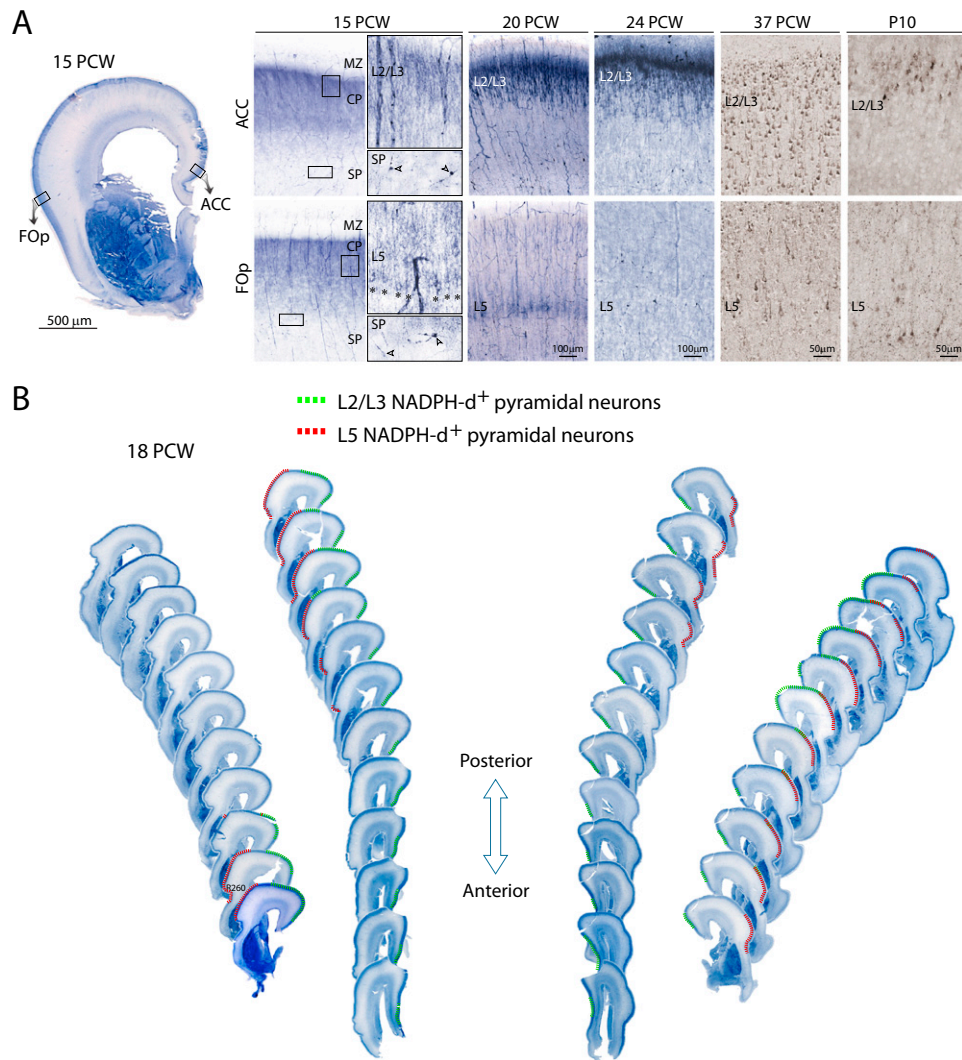 A
15 PCW
20 PCW
24 PCW
37 PCW
P10
15 PCW
ACC
FOp
500 µm
ACC
MZ
CP
SP
L2/L3
SP
L2/L3
L2/L3
L2/L3
L2/L3
FOp
MZ
CP
SP
L5
* * * * * * *
SP
L5
100µm
L5
100µm
L5
50µm
L5
50µm
B
L2/L3 NADPH-d+ pyramidal neurons
L5 NADPH-d+ pyramidal neurons
18 PCW
Posterior
Anterior
R260